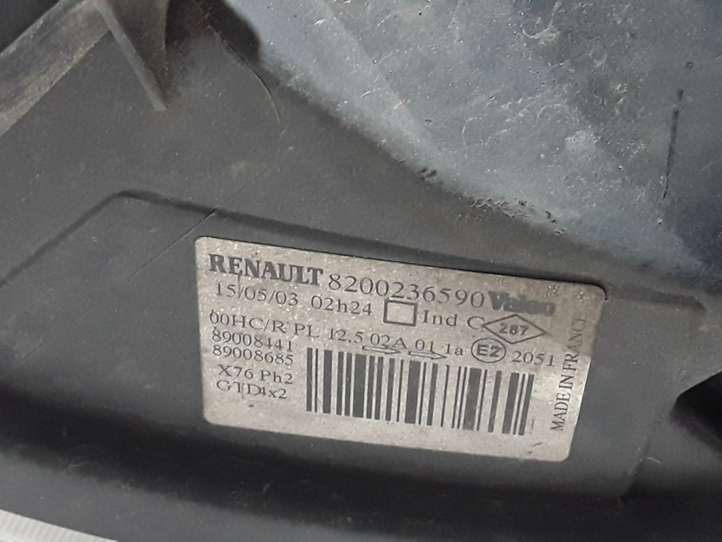 RENAULT 8200236590 Valeo
15/05/03 02h24 Ind C 287
00HC/R PL 12.5 02A 01 1a E2 2051
89008441
89008685
X76 Ph2
GTD4x2
MADE IN FRANCE